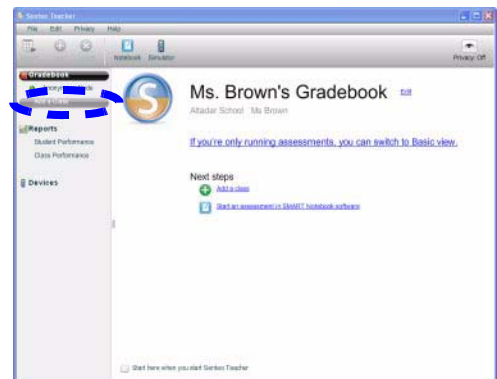 Senteo Teacher
File Edit Privacy Help
Notebook Simulator
Privacy: Off
Gradebook
Add a Class
Reports
Student Performance
Class Performance
Devices
Ms. Brown's Gradebook Edit
Altadar School Ms Brown
If you're only running assessments, you can switch to Basic view.
Next steps
Add a class
Start an assessment in SMART Notebook software
Start here when you start Senteo Teacher